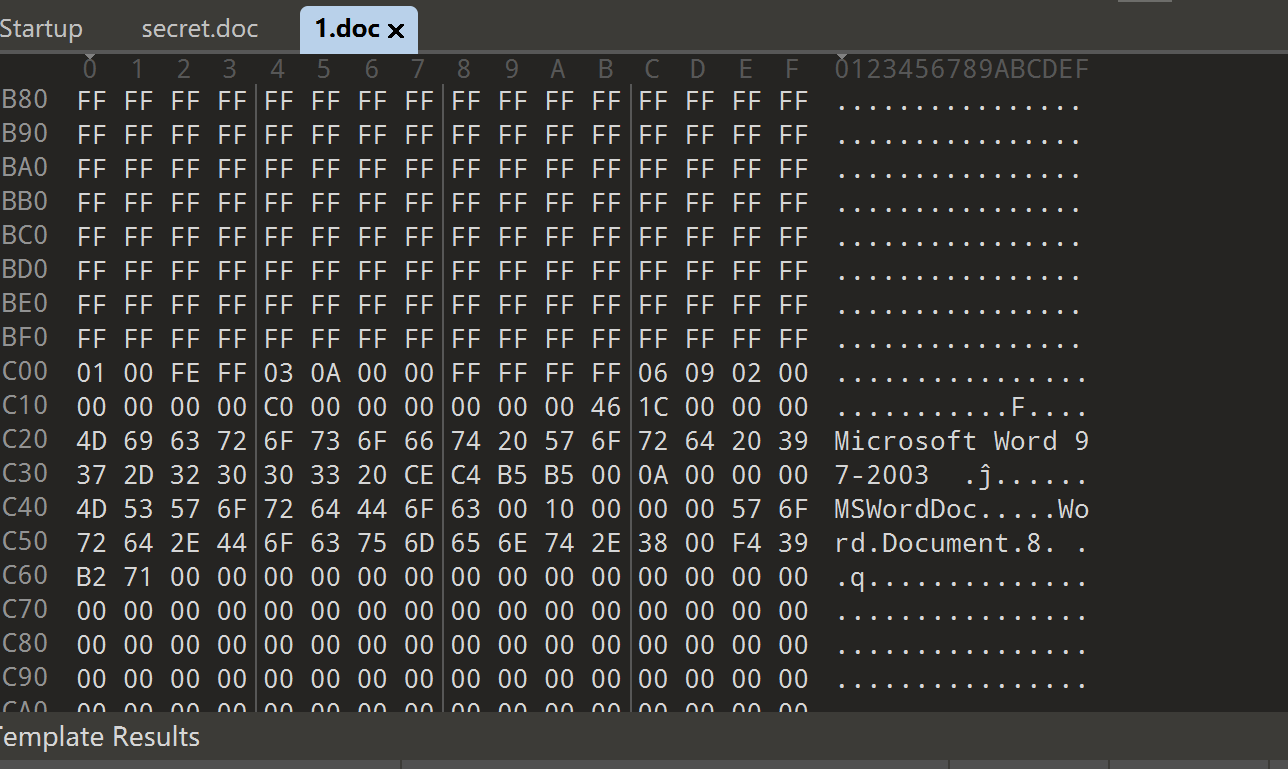 Startup secret.doc 1.doc ×
0 1 2 3 4 5 6 7 8 9 A B C D E F 0123456789ABCDEF
B80 FF FF FF FF FF FF FF FF FF FF FF FF FF FF FF FF ................
B90 FF FF FF FF FF FF FF FF FF FF FF FF FF FF FF FF ................
BA0 FF FF FF FF FF FF FF FF FF FF FF FF FF FF FF FF ................
BB0 FF FF FF FF FF FF FF FF FF FF FF FF FF FF FF FF ................
BC0 FF FF FF FF FF FF FF FF FF FF FF FF FF FF FF FF ................
BD0 FF FF FF FF FF FF FF FF FF FF FF FF FF FF FF FF ................
BE0 FF FF FF FF FF FF FF FF FF FF FF FF FF FF FF FF ................
BF0 FF FF FF FF FF FF FF FF FF FF FF FF FF FF FF FF ................
C00 01 00 FE FF 03 0A 00 00 FF FF FF FF 06 09 02 00 ................
C10 00 00 00 00 C0 00 00 00 00 00 00 46 1C 00 00 00 ...........F....
C20 4D 69 63 72 6F 73 6F 66 74 20 57 6F 72 64 20 39 Microsoft Word 9
C30 37 2D 32 30 30 33 20 CE C4 B5 B5 00 0A 00 00 00 7-2003  .ĵ......
C40 4D 53 57 6F 72 64 44 6F 63 00 10 00 00 00 57 6F MSWordDoc.....Wo
C50 72 64 2E 44 6F 63 75 6D 65 6E 74 2E 38 00 F4 39 rd.Document.8. .
C60 B2 71 00 00 00 00 00 00 00 00 00 00 00 00 00 00 .q..............
C70 00 00 00 00 00 00 00 00 00 00 00 00 00 00 00 00 ................
C80 00 00 00 00 00 00 00 00 00 00 00 00 00 00 00 00 ................
C90 00 00 00 00 00 00 00 00 00 00 00 00 00 00 00 00 ................
CA0 00 00 00 00 00 00 00 00 00 00 00 00 00 00 00 00
Template Results